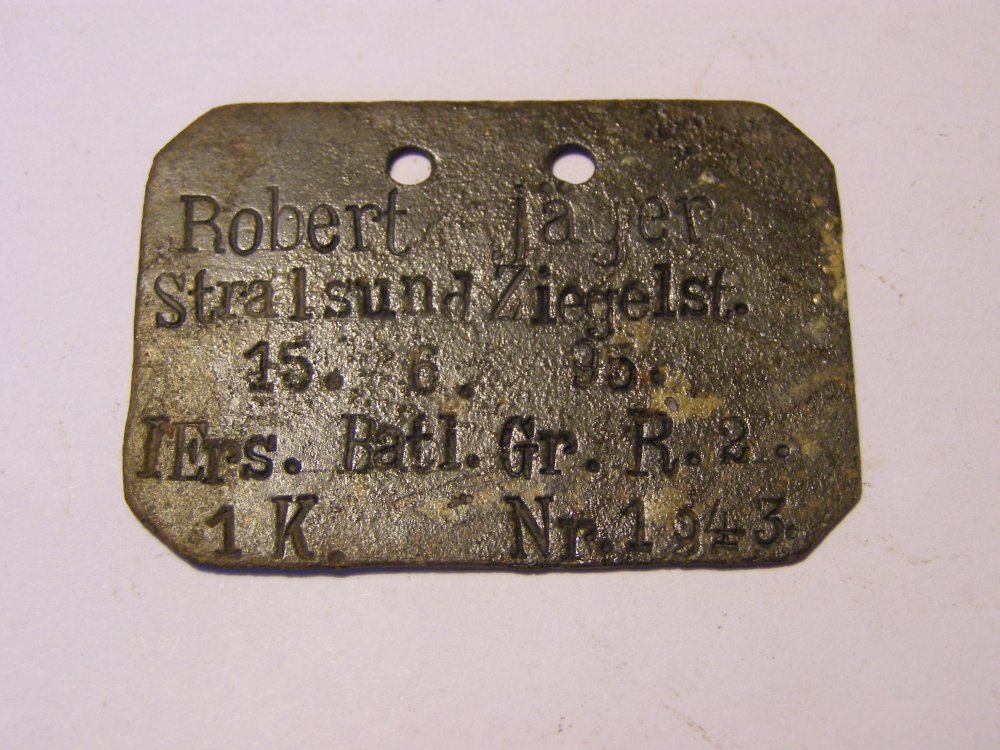 Robert Jäger
Stralsund Ziegelst.
15. 6. 95.
I Ers. Batl. Gr. R. 2.
1 K. Nr. 1943.